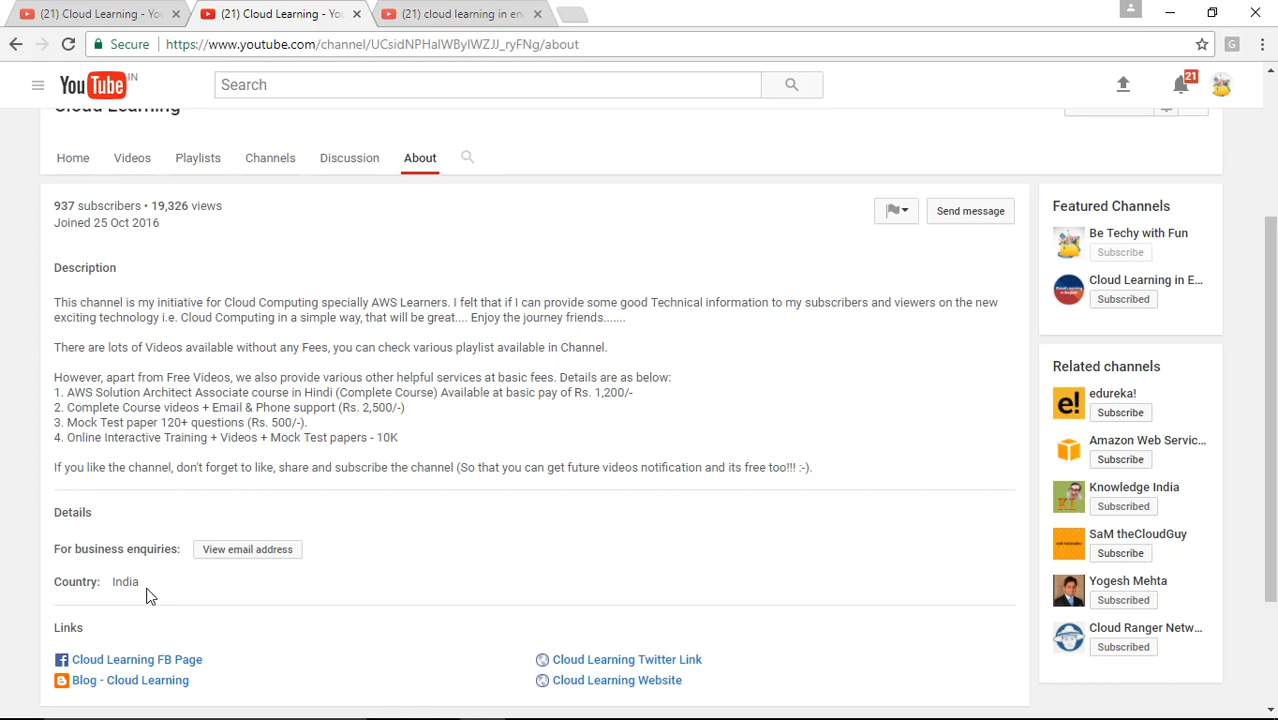 (21) Cloud Learning - Yo
(21) Cloud Learning - Yo
(21) cloud learning in en
Secure
https://www.youtube.com/channel/UCsidNPHalWByIWZJJ_ryFNg/about
G
YouTube IN
Search
21
Cloud Learning
Home
Videos
Playlists
Channels
Discussion
About
937 subscribers • 19,326 views
Joined 25 Oct 2016
Send message
Description
This channel is my initiative for Cloud Computing specially AWS Learners. I felt that if I can provide some good Technical information to my subscribers and viewers on the new
exciting technology i.e. Cloud Computing in a simple way, that will be great.... Enjoy the journey friends.......
There are lots of Videos available without any Fees, you can check various playlist available in Channel.
However, apart from Free Videos, we also provide various other helpful services at basic fees. Details are as below:
1. AWS Solution Architect Associate course in Hindi (Complete Course) Available at basic pay of Rs. 1,200/-
2. Complete Course videos + Email & Phone support (Rs. 2,500/-)
3. Mock Test paper 120+ questions (Rs. 500/-).
4. Online Interactive Training + Videos + Mock Test papers - 10K
If you like the channel, don't forget to like, share and subscribe the channel (So that you can get future videos notification and its free too!!! :-).
Details
For business enquiries:
View email address
Country: India
Links
Cloud Learning FB Page
Cloud Learning Twitter Link
Blog - Cloud Learning
Cloud Learning Website
Featured Channels
Be Techy with Fun
Subscribe
Cloud Learning in E...
Subscribed
Related channels
e!
edureka!
Subscribe
Amazon Web Servic...
Subscribe
Knowledge India
Subscribed
SaM theCloudGuy
Subscribe
Yogesh Mehta
Subscribed
Cloud Ranger Netw...
Subscribed